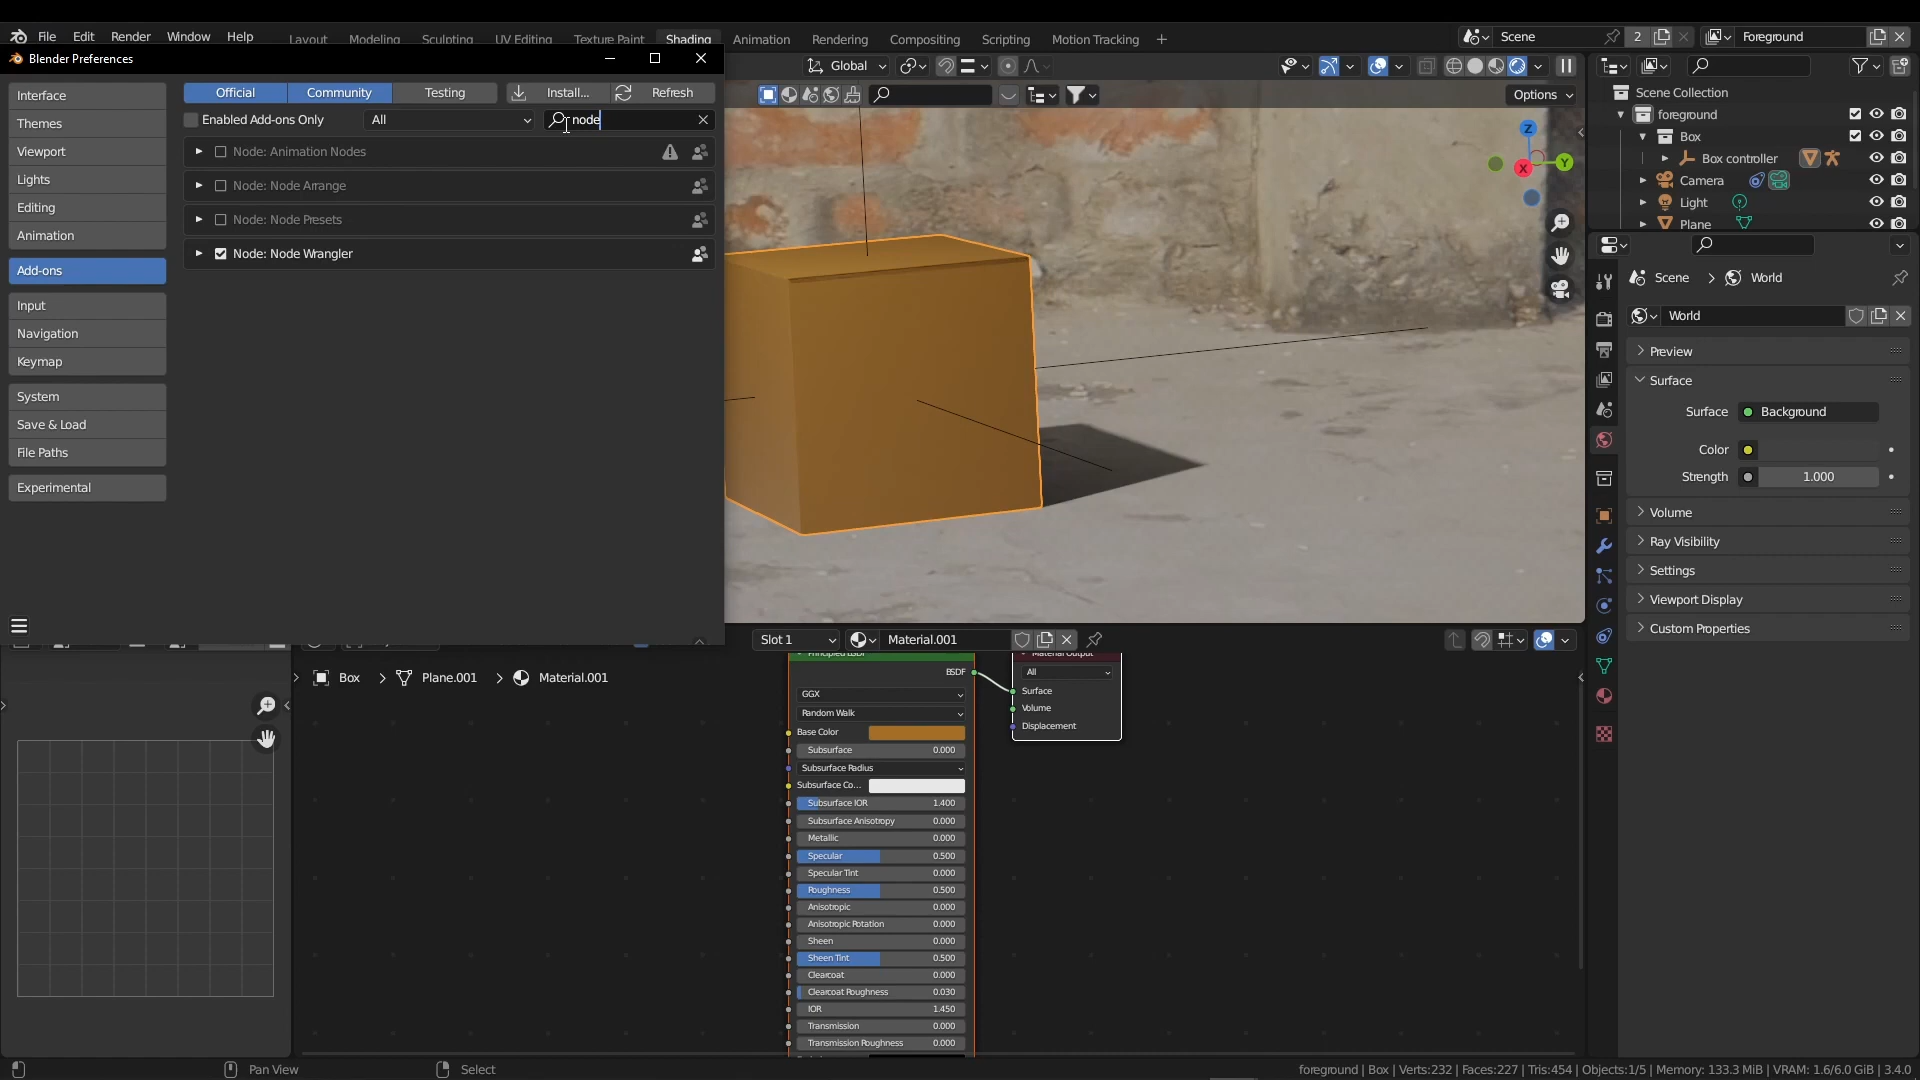 File Edit Render Window Help Layout Modeling Sculpting UV Editing Texture Paint Shading Animation Rendering Compositing Scripting Motion Tracking + Scene 2 Foreground
Blender Preferences
Global
Options
Interface
Themes
Viewport
Lights
Editing
Animation
Add-ons
Input
Navigation
Keymap
System
Save & Load
File Paths
Experimental
Official Community Testing Install... Refresh
Enabled Add-ons Only All node
Node: Animation Nodes
Node: Node Arrange
Node: Node Presets
Node: Node Wrangler
Z
Y
X
Scene Collection
foreground
Box
Box controller
Camera
Light
Plane
Scene > World
World
Preview
Surface
Surface Background
Color
Strength 1.000
Volume
Ray Visibility
Settings
Viewport Display
Custom Properties
Slot 1 Material.001
Box > Plane.001 > Material.001
Principled BSDF
BSDF
GGX
Random Walk
Base Color
Subsurface 0.000
Subsurface Radius
Subsurface Co...
Subsurface IOR 1.400
Subsurface Anisotropy 0.000
Metallic 0.000
Specular 0.500
Specular Tint 0.000
Roughness 0.500
Anisotropic 0.000
Anisotropic Rotation 0.000
Sheen 0.000
Sheen Tint 0.500
Clearcoat 0.000
Clearcoat Roughness 0.030
IOR 1.450
Transmission 0.000
Transmission Roughness 0.000
Material Output
All
Surface
Volume
Displacement
Pan View Select foreground | Box | Verts:232 | Faces:227 | Tris:454 | Objects:1/5 | Memory: 133.3 MiB | VRAM: 1.6/6.0 GiB | 3.4.0